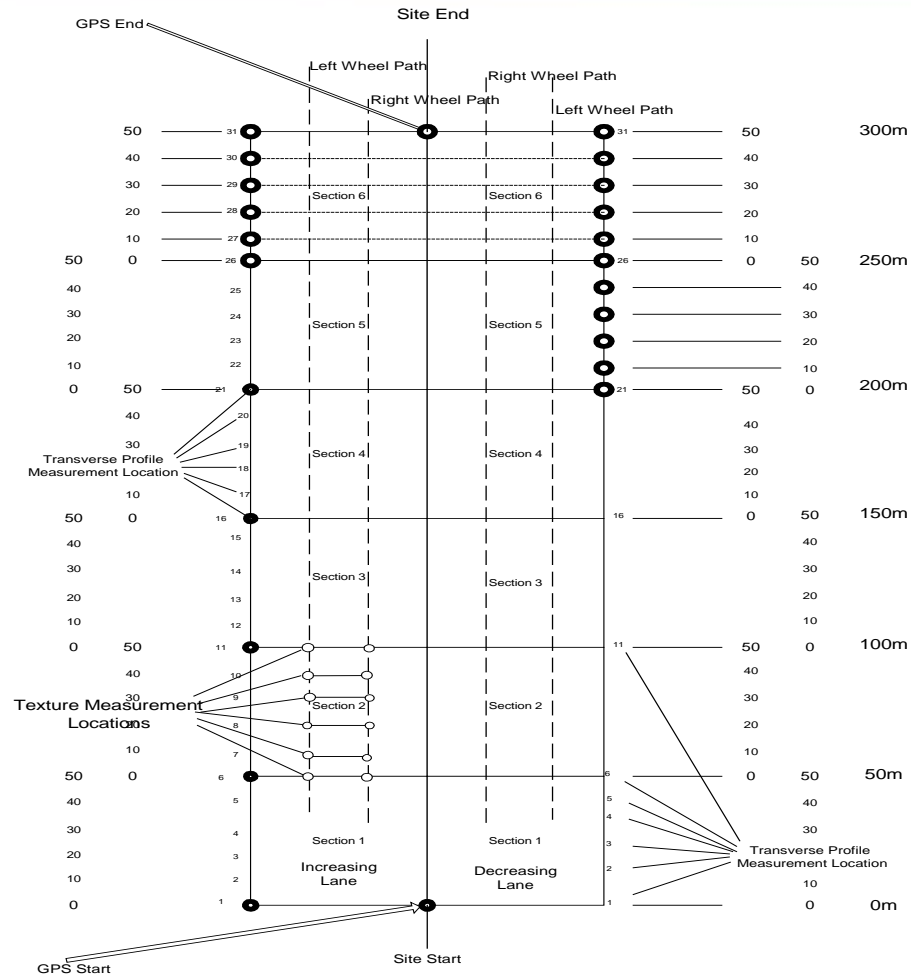 Site End
GPS End
Left Wheel Path
Right Wheel Path
Right Wheel Path
Left Wheel Path
50 31 31 50 300m
40 30 40
30 29 Section 6 Section 6 30
20 28 20
10 27 10
50 0 26 26 0 50 250m
40 25 40
30 24 Section 5 Section 5 30
20 23 20
10 22 10
0 50 21 21 50 0 200m
40 20 40
30 19 30
Transverse Profile
Measurement Location
18 Section 4 Section 4 20
10 17 10
50 0 16 16 0 50 150m
40 15 40
30 14 Section 3 Section 3 30
20 13 20
10 12 10
0 50 11 11 50 0 100m
40 10 40
30 9 30
Texture Measurement
Locations
Section 2 Section 2
20 8 20
10 7 10
50 0 6 6 0 50 50m
40 5 5 40
30 4 4 30
Section 1 Section 1
20 3 3
Transverse Profile
Measurement Location
Increasing
Lane
Decreasing
Lane
10 2 2 10
0 1 1 0 0m
Site Start
GPS Start